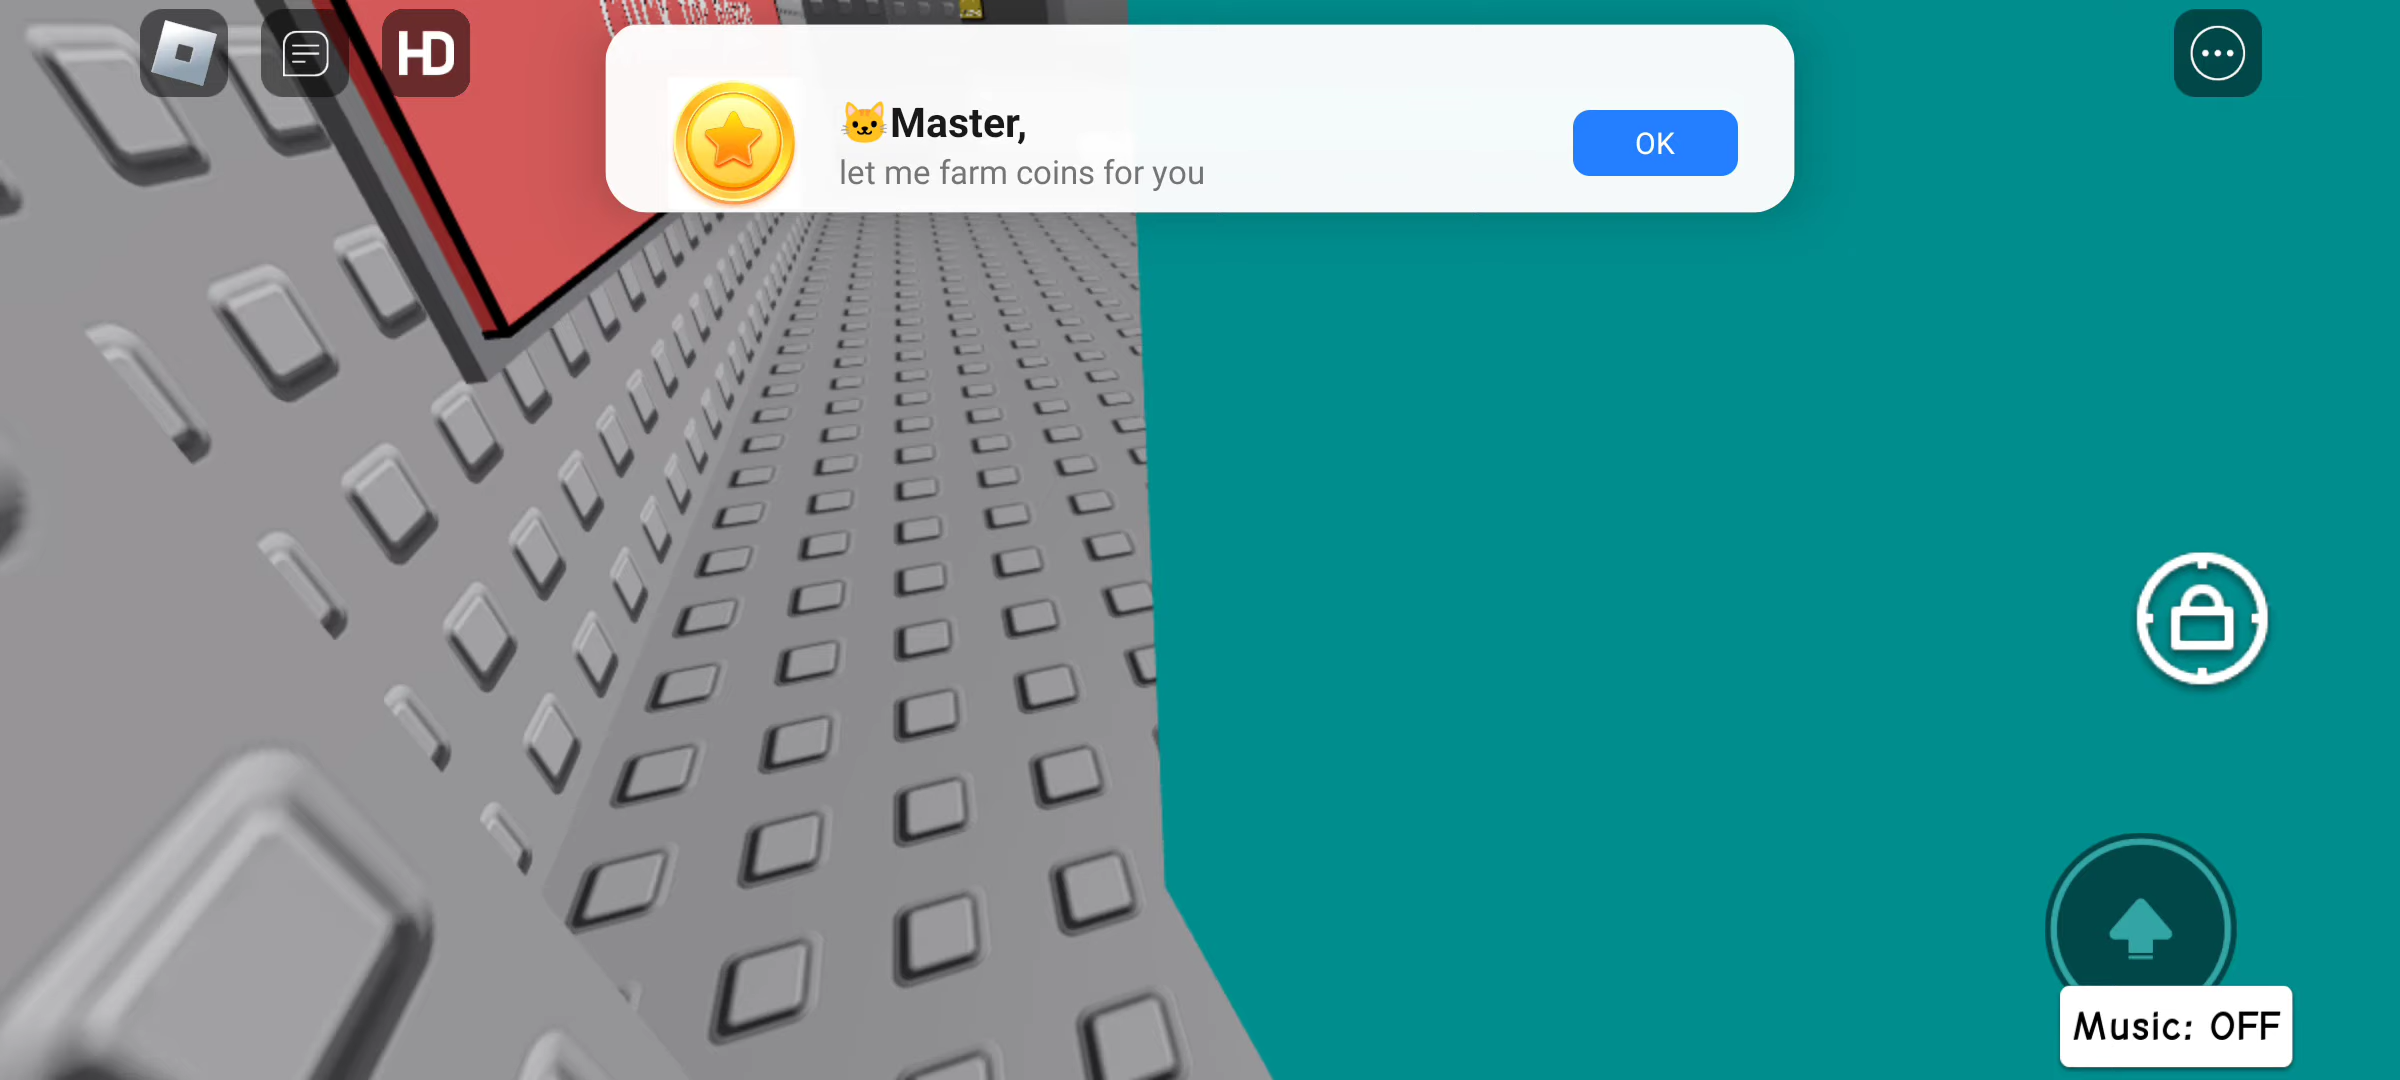 HD
🐱Master,
let me farm coins for you
OK
Music: OFF